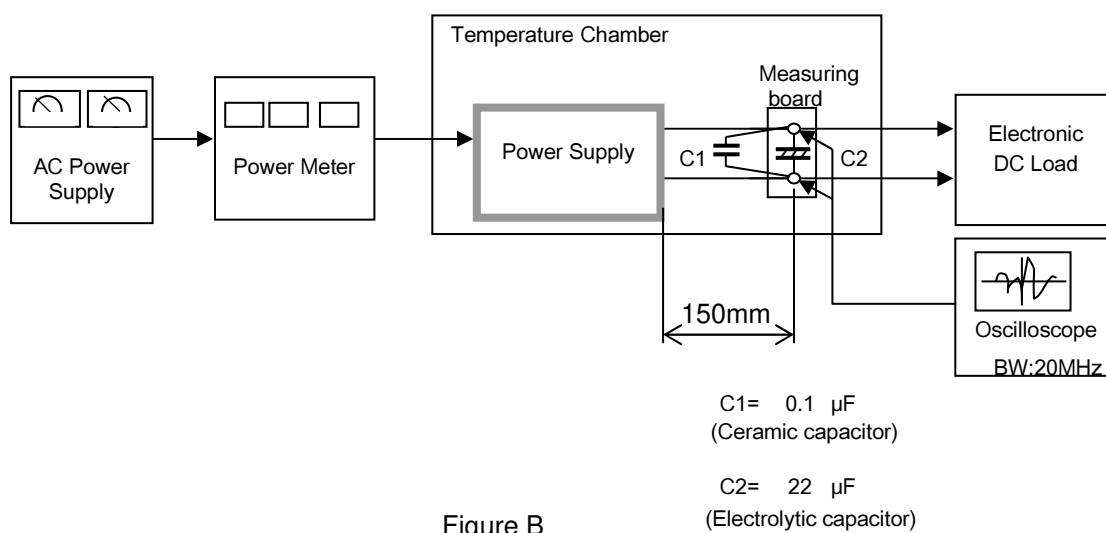 Temperature Chamber
Measuring
board
AC Power
Supply
Power Meter
Power Supply
C1
C2
Electronic
DC Load
150mm
Oscilloscope
BW:20MHz
C1= 0.1 µF
(Ceramic capacitor)
C2= 22 µF
(Electrolytic capacitor)
Figure B